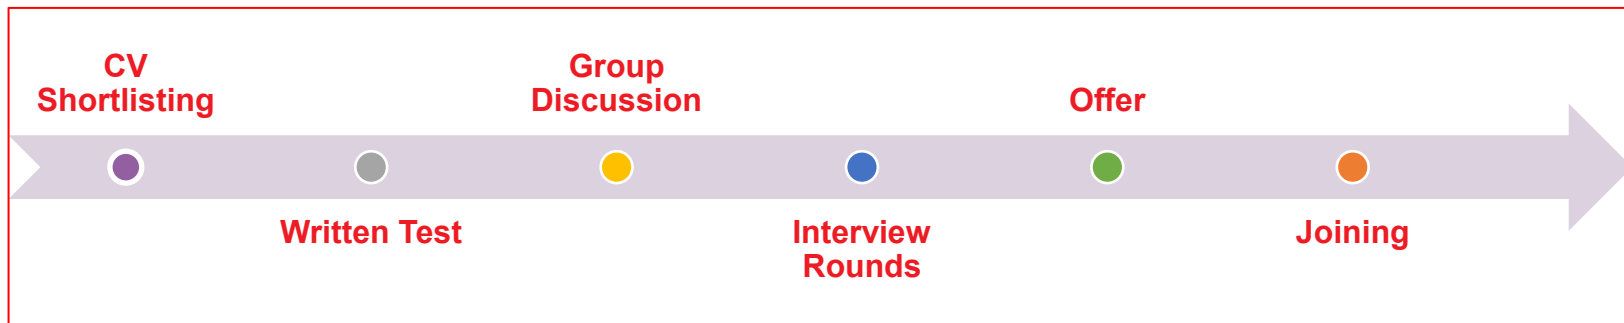 CV
Shortlisting
Written Test
Group
Discussion
Interview
Rounds
Offer
Joining